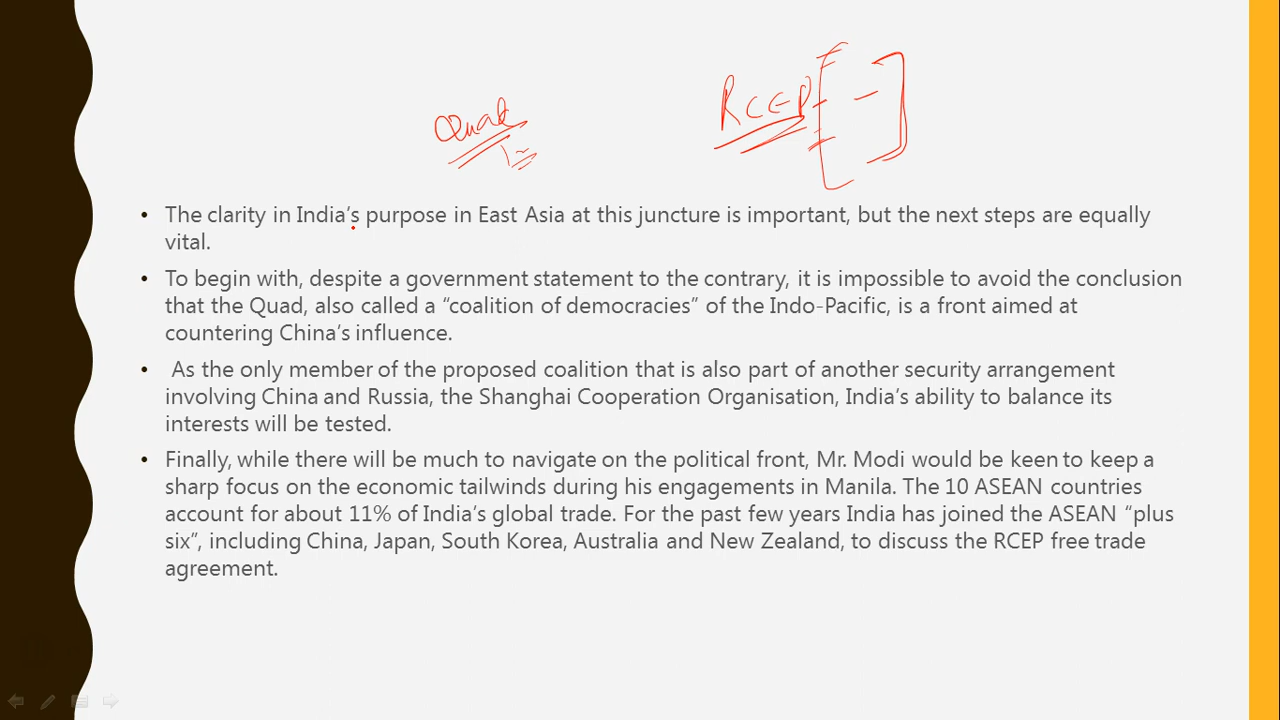 Quad
RCEP
• The clarity in India's purpose in East Asia at this juncture is important, but the next steps are equally
vital.
• To begin with, despite a government statement to the contrary, it is impossible to avoid the conclusion
that the Quad, also called a “coalition of democracies” of the Indo-Pacific, is a front aimed at
countering China's influence.
• As the only member of the proposed coalition that is also part of another security arrangement
involving China and Russia, the Shanghai Cooperation Organisation, India's ability to balance its
interests will be tested.
• Finally, while there will be much to navigate on the political front, Mr. Modi would be keen to keep a
sharp focus on the economic tailwinds during his engagements in Manila. The 10 ASEAN countries
account for about 11% of India's global trade. For the past few years India has joined the ASEAN “plus
six”, including China, Japan, South Korea, Australia and New Zealand, to discuss the RCEP free trade
agreement.